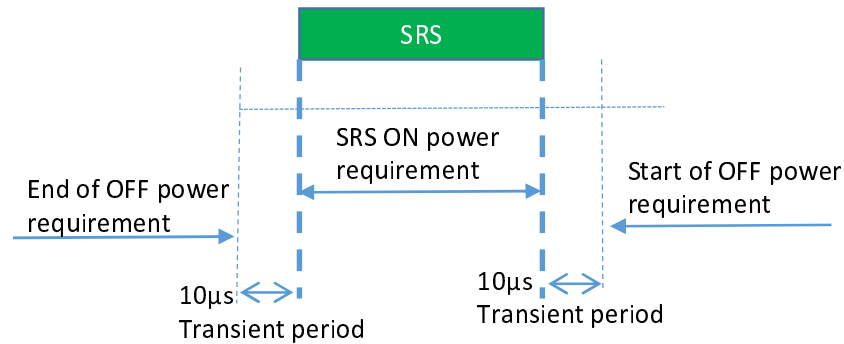 SRS
SRS ON power
requirement
End of OFF power
requirement
Start of OFF power
requirement
10µs
Transient period
10µs
Transient period